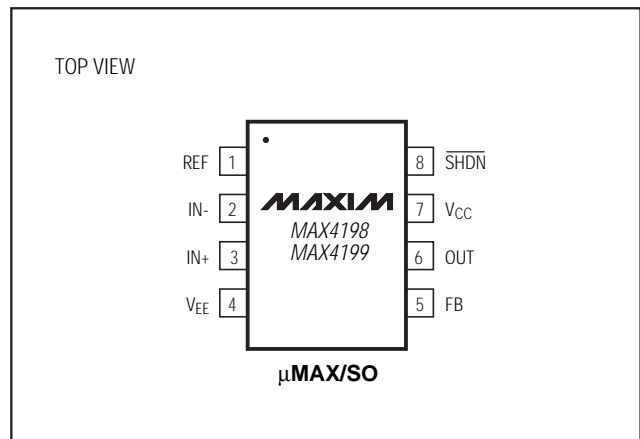 TOP VIEW
REF 1 8 S̅H̅D̅N̅
IN- 2 MAXIM 7 VCC
MAX4198
IN+ 3 MAX4199 6 OUT
VEE 4 5 FB
μMAX/SO